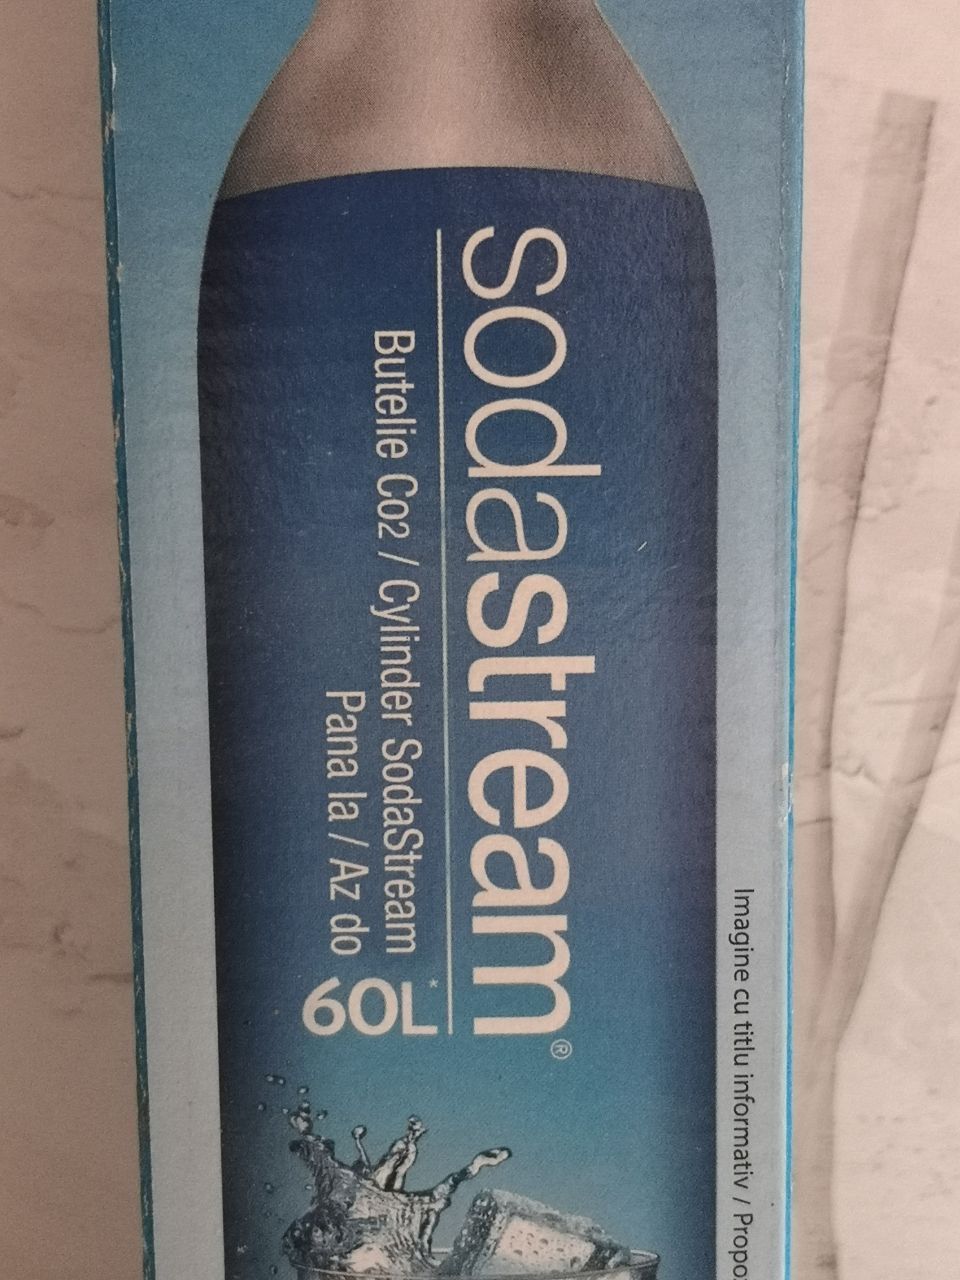 sodastream®
Butelie Co2 / Cylinder SodaStream
Pana la / Az do
60L*
Imagine cu titlu informativ /